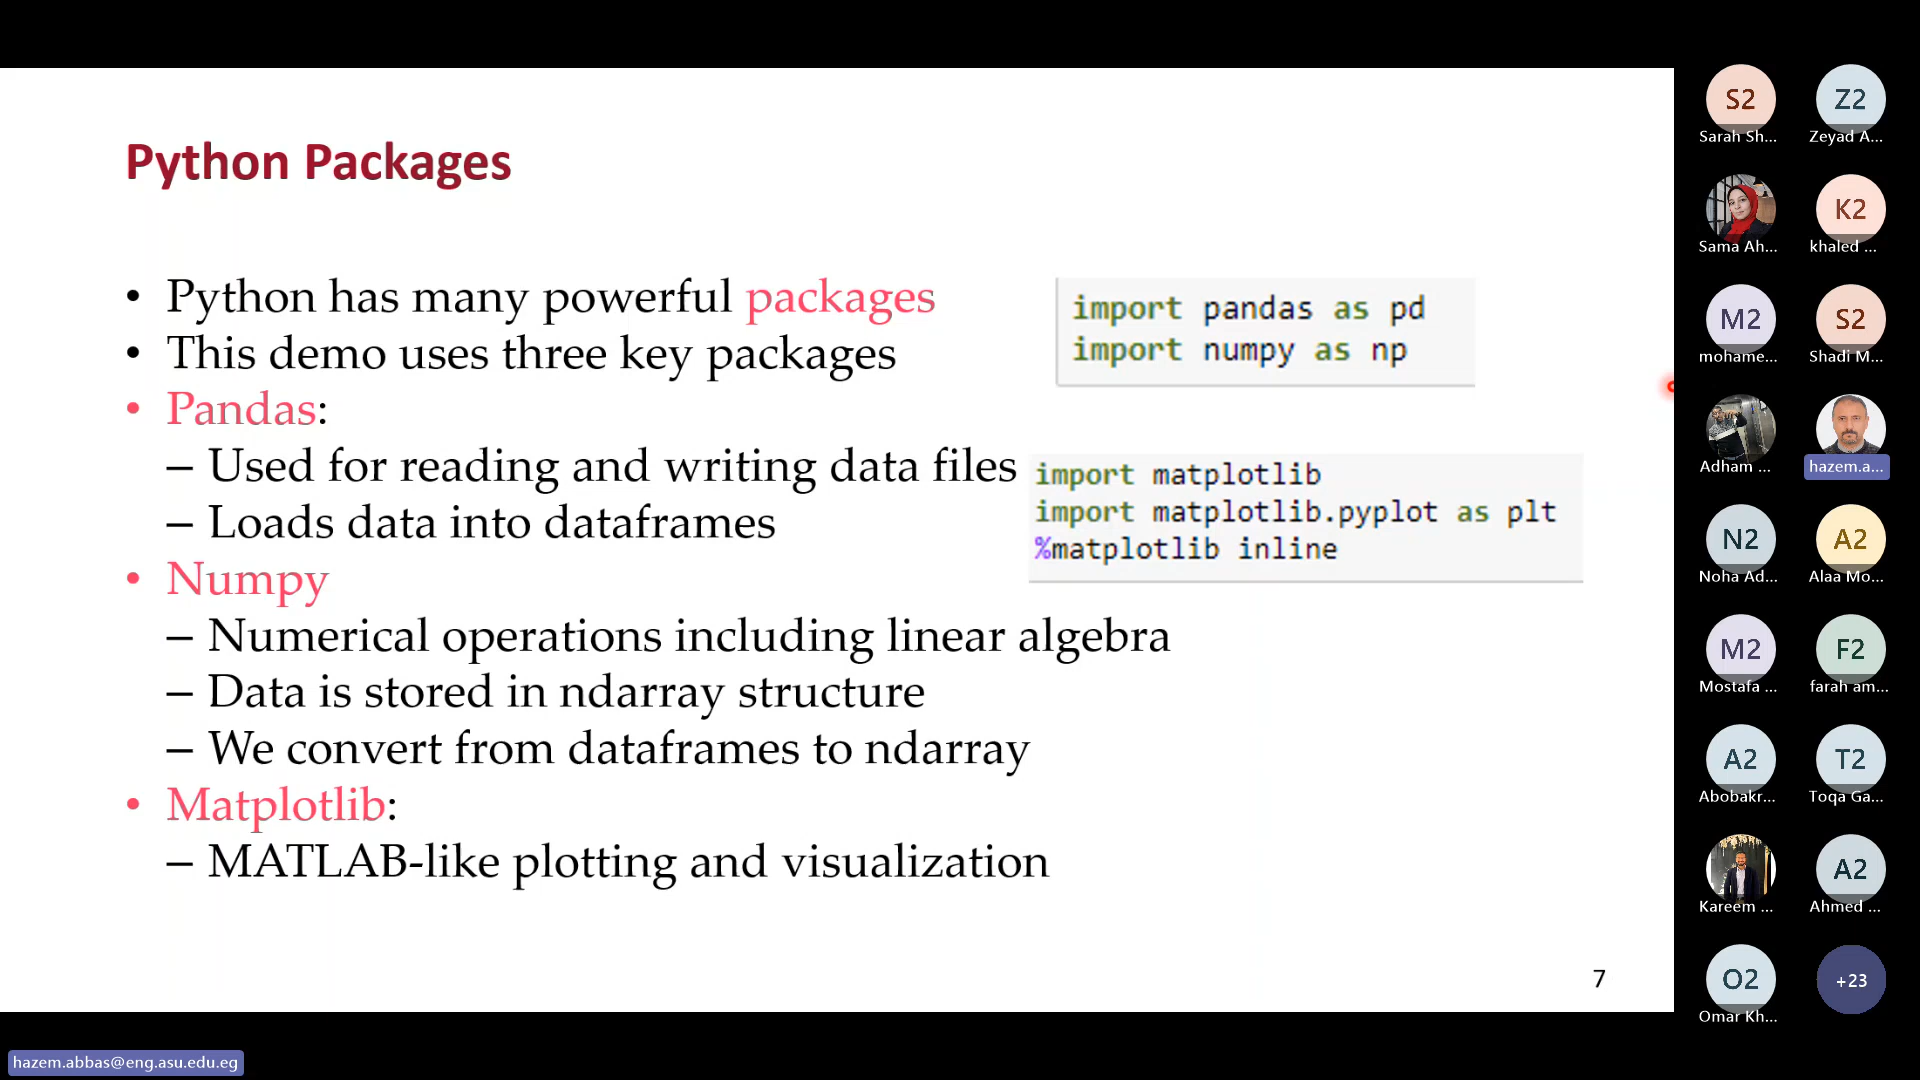 Python Packages
• Python has many powerful packages
• This demo uses three key packages
• Pandas:
– Used for reading and writing data files
– Loads data into dataframes
• Numpy
– Numerical operations including linear algebra
– Data is stored in ndarray structure
– We convert from dataframes to ndarray
• Matplotlib:
– MATLAB-like plotting and visualization
import pandas as pd
import numpy as np
import matplotlib
import matplotlib.pyplot as plt
%matplotlib inline
7
S2
Sarah Sh...
Z2
Zeyad A...
Sama Ah...
K2
khaled ...
M2
mohame...
S2
Shadi M...
Adham ...
hazem.a...
N2
Noha Ad...
A2
Alaa Mo...
M2
Mostafa ...
F2
farah am...
A2
Abobakr...
T2
Toqa Ga...
Kareem ...
A2
Ahmed ...
O2
Omar Kh...
+23
hazem.abbas@eng.asu.edu.eg